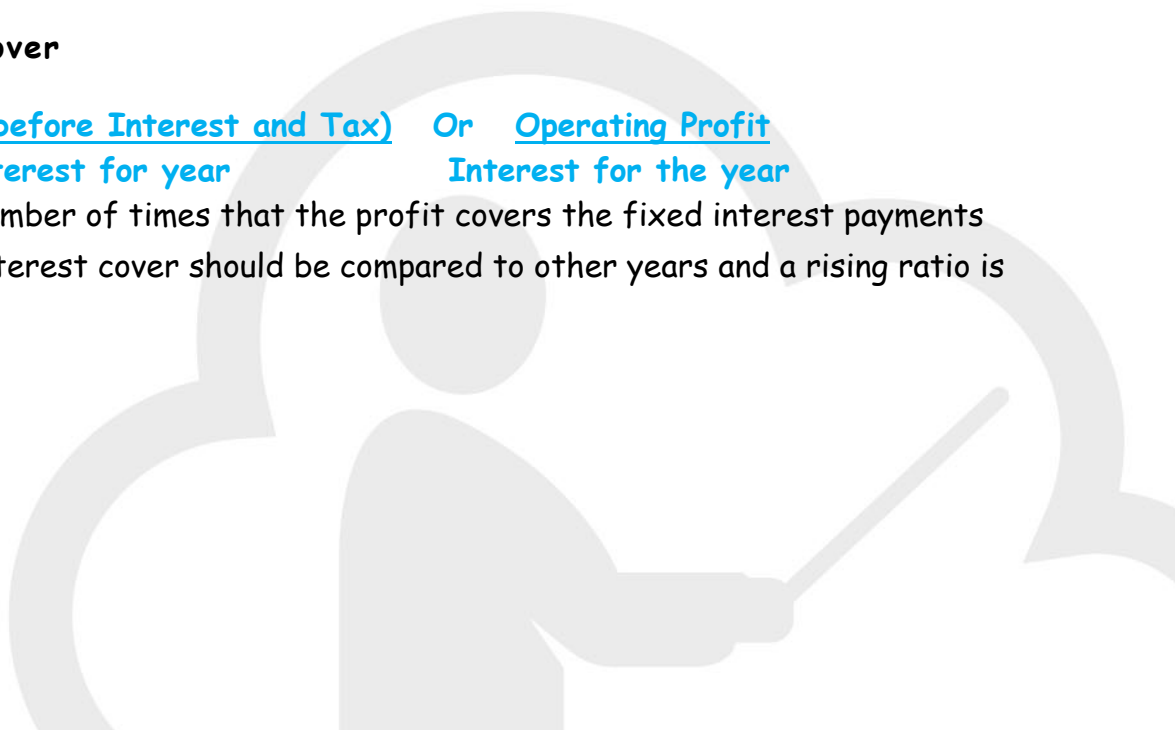 over
before Interest and Tax) Or Operating Profit
terest for year Interest for the year
mber of times that the profit covers the fixed interest payments
terest cover should be compared to other years and a rising ratio is